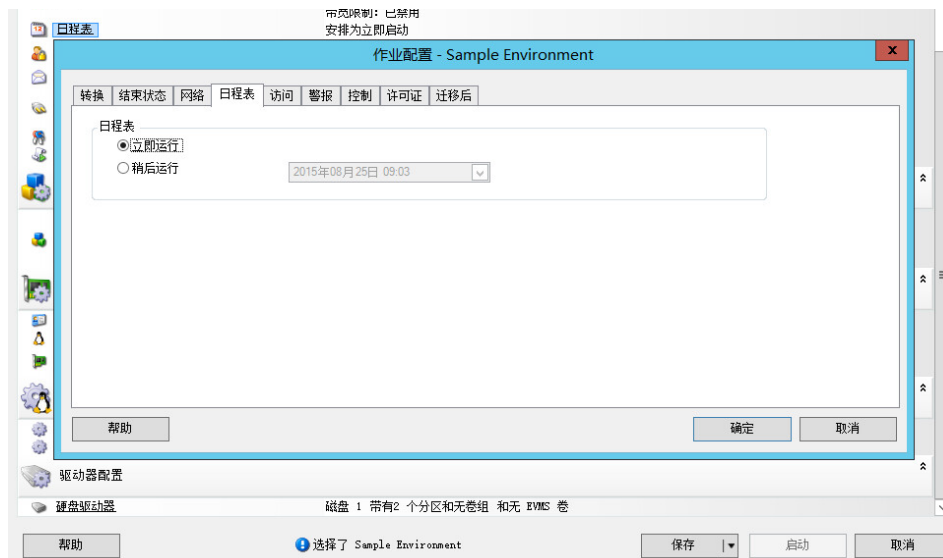 带宽限制：已禁用
日程表 安排为立即启动
作业配置 - Sample Environment
x
转换 结束状态 网络 日程表 访问 警报 控制 许可证 迁移后
日程表
立即运行
稍后运行 2015年08月25日 09:03
帮助 确定 取消
驱动器配置
硬盘驱动器 磁盘 1 带有2 个分区和无卷组 和无 EVMS 卷
帮助 选择了 Sample Environment 保存 启动 取消